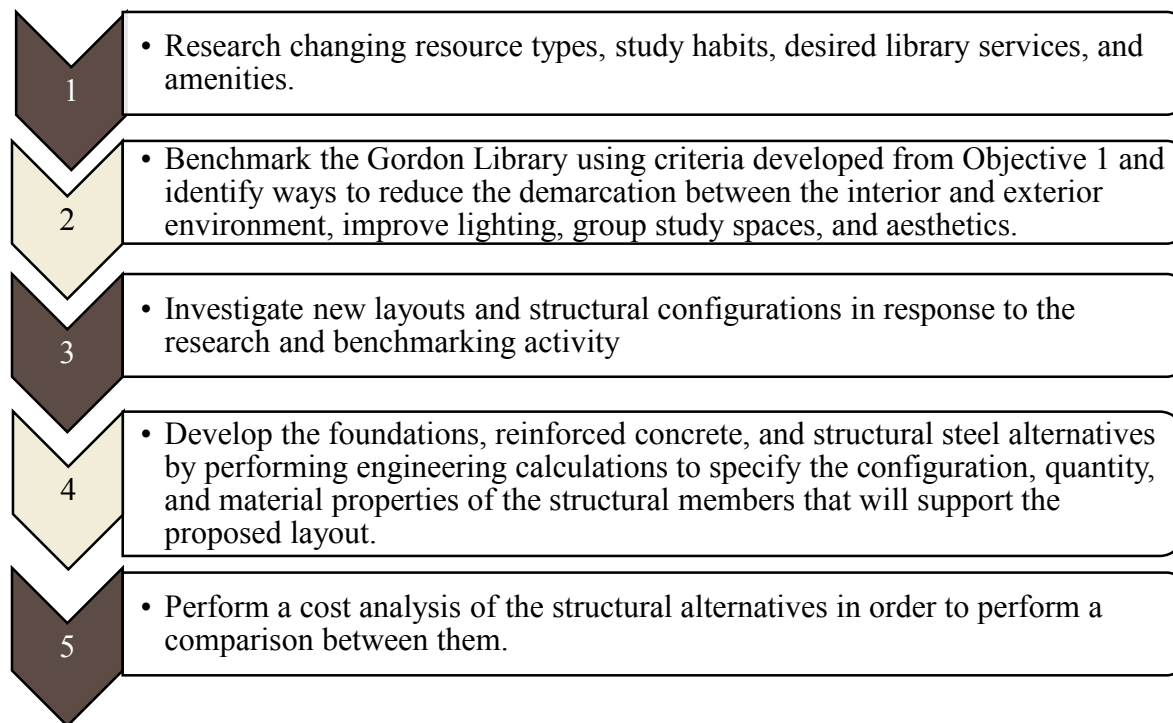 1
• Research changing resource types, study habits, desired library services, and
amenities.
2
• Benchmark the Gordon Library using criteria developed from Objective 1 and
identify ways to reduce the demarcation between the interior and exterior
environment, improve lighting, group study spaces, and aesthetics.
3
• Investigate new layouts and structural configurations in response to the
research and benchmarking activity
4
• Develop the foundations, reinforced concrete, and structural steel alternatives
by performing engineering calculations to specify the configuration, quantity,
and material properties of the structural members that will support the
proposed layout.
5
• Perform a cost analysis of the structural alternatives in order to perform a
comparison between them.